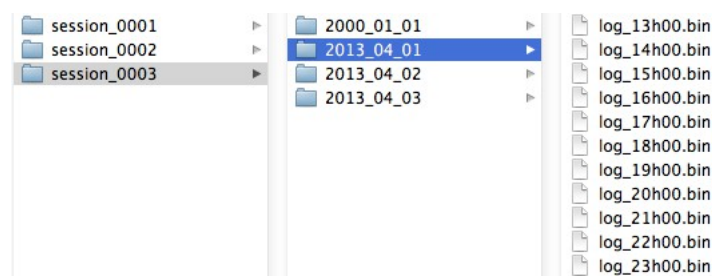 session_0001
session_0002
session_0003
2000_01_01
2013_04_01
2013_04_02
2013_04_03
log_13h00.bin
log_14h00.bin
log_15h00.bin
log_16h00.bin
log_17h00.bin
log_18h00.bin
log_19h00.bin
log_20h00.bin
log_21h00.bin
log_22h00.bin
log_23h00.bin